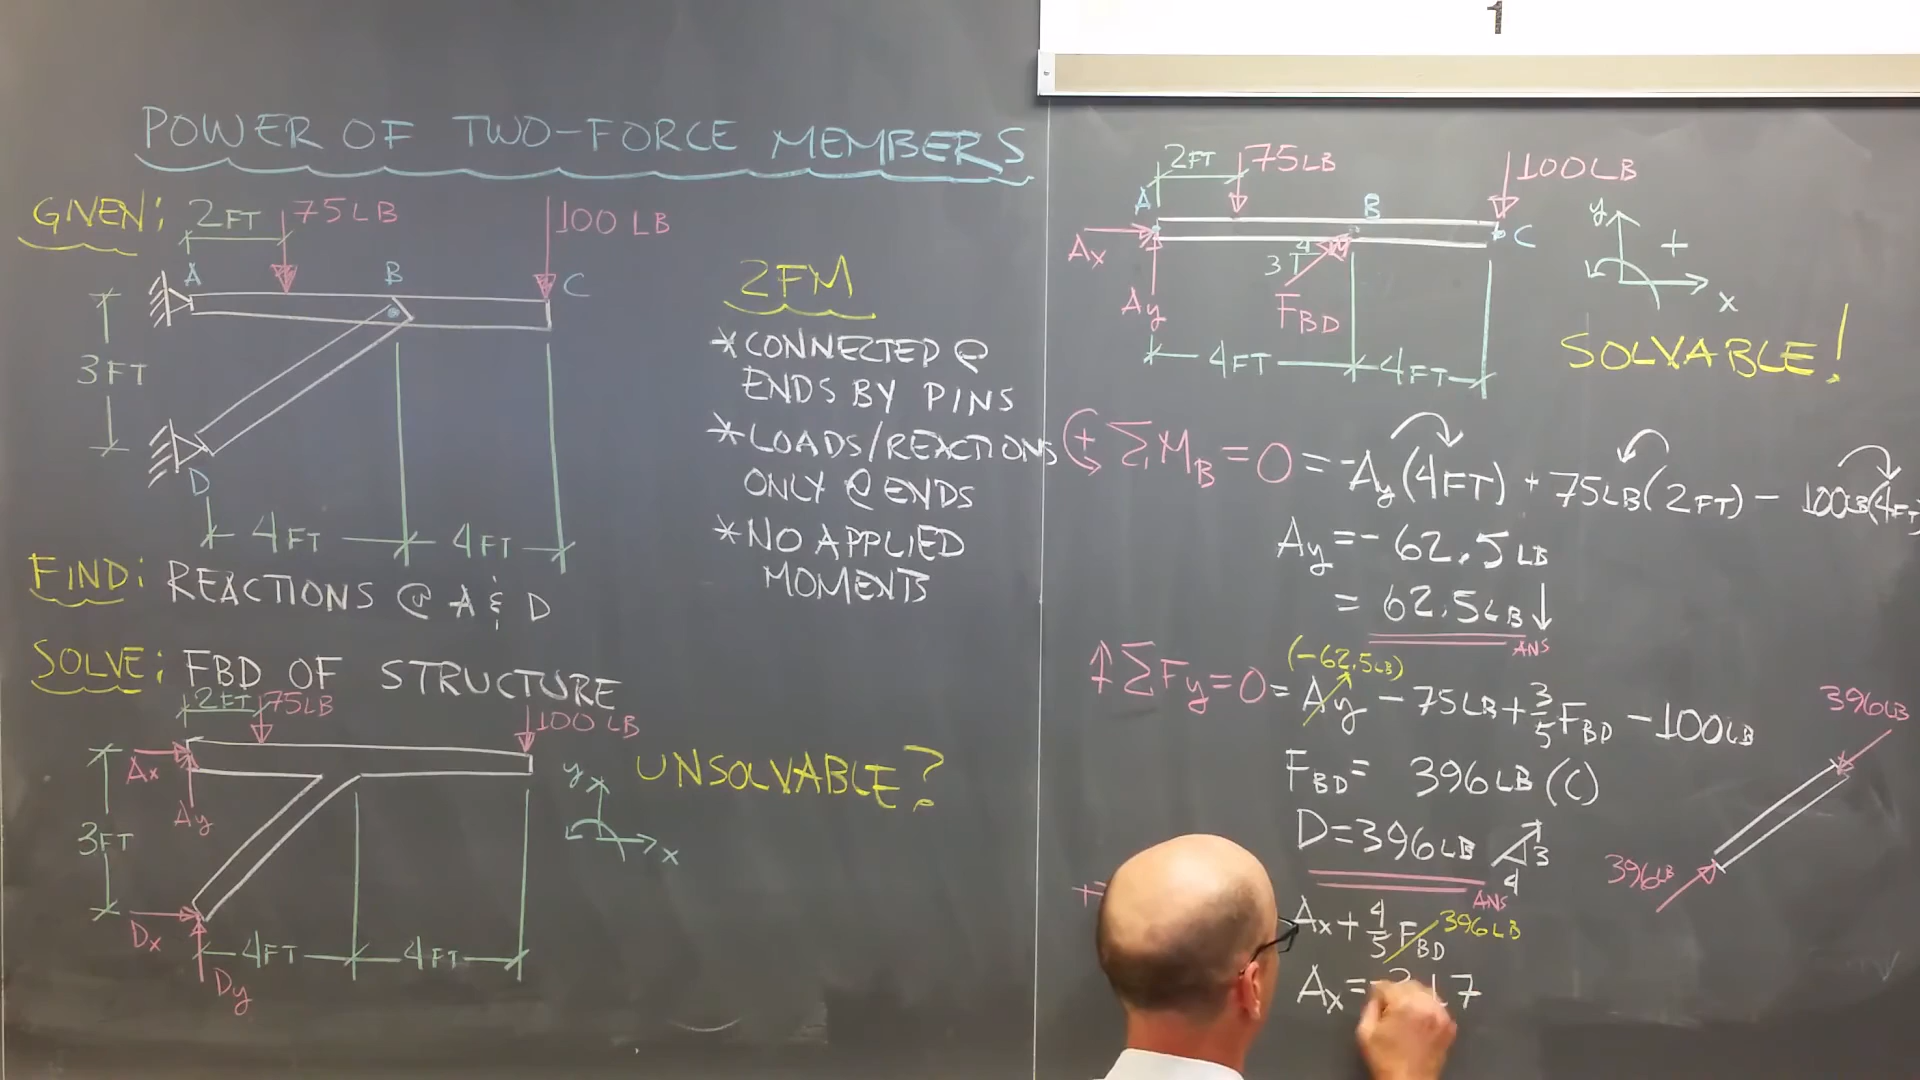 1
POWER OF TWO-FORCE MEMBERS
GIVEN: 2FT 75LB 100 LB
A B C
3FT
D
4FT 4FT
FIND: REACTIONS @ A & D
SOLVE: FBD OF STRUCTURE
2FT 75LB 100 LB
Ax
Ay
3FT
Dx
Dy
4FT 4FT
y
x
UNSOLVABLE?
2FM
* CONNECTED @
ENDS BY PINS
* LOADS/REACTIONS
ONLY @ ENDS
* NO APPLIED
MOMENTS
2FT 75LB 100LB
A B C
Ax
Ay
3 4
FBD
4FT 4FT
y +
x
SOLVABLE!
+ ΣMB = 0 = -Ay(4FT) + 75LB(2FT) - 100LB(4FT)
Ay = -62.5LB
= 62.5LB↓
ANS
(-62.5LB)
↑ΣFy = 0 = Ay - 75LB + 3/5 FBD - 100LB
FBD = 396LB (C)
D = 396LB 3
4
ANS
396LB
396LB
+
Ax + 4/5 FBD 396LB
Ax =